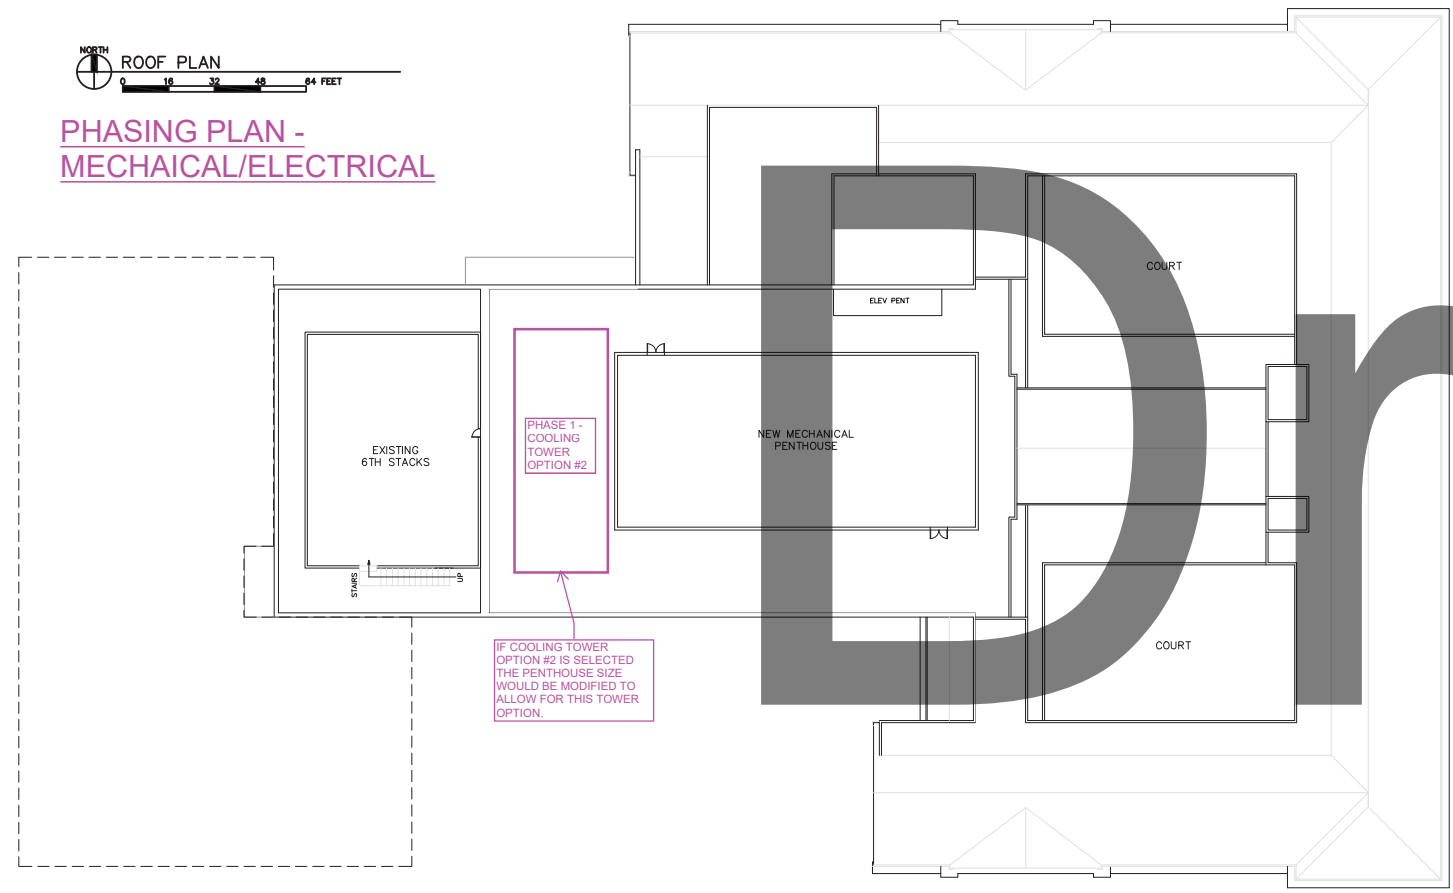 NORTH
ROOF PLAN
0 16 32 48 64 FEET
PHASING PLAN -
MECHAICAL/ELECTRICAL
COURT
ELEV PENT
PHASE 1 -
COOLING
TOWER
OPTION #2
NEW MECHANICAL
PENTHOUSE
EXISTING
6TH STACKS
STAIRS
UP
IF COOLING TOWER
OPTION #2 IS SELECTED
THE PENTHOUSE SIZE
WOULD BE MODIFIED TO
ALLOW FOR THIS TOWER
OPTION.
COURT
Dr